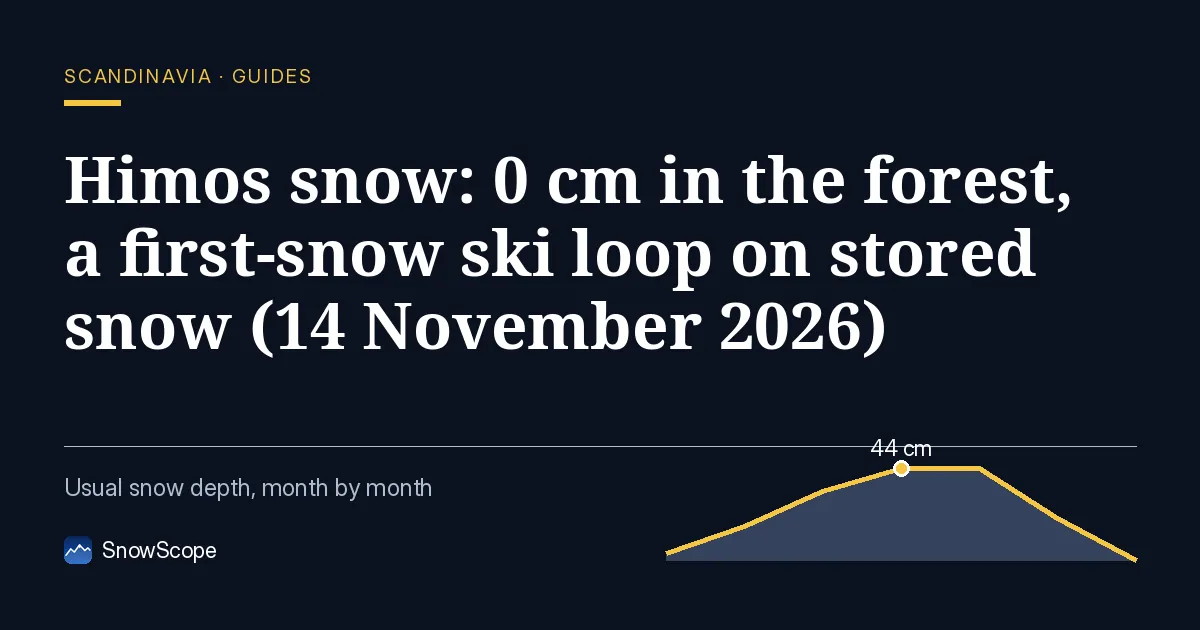 SCANDINAVIA · GUIDES
Himos snow: 0 cm in the forest,
a first-snow ski loop on stored
snow (14 November 2026)
44 cm
Usual snow depth, month by month
SnowScope